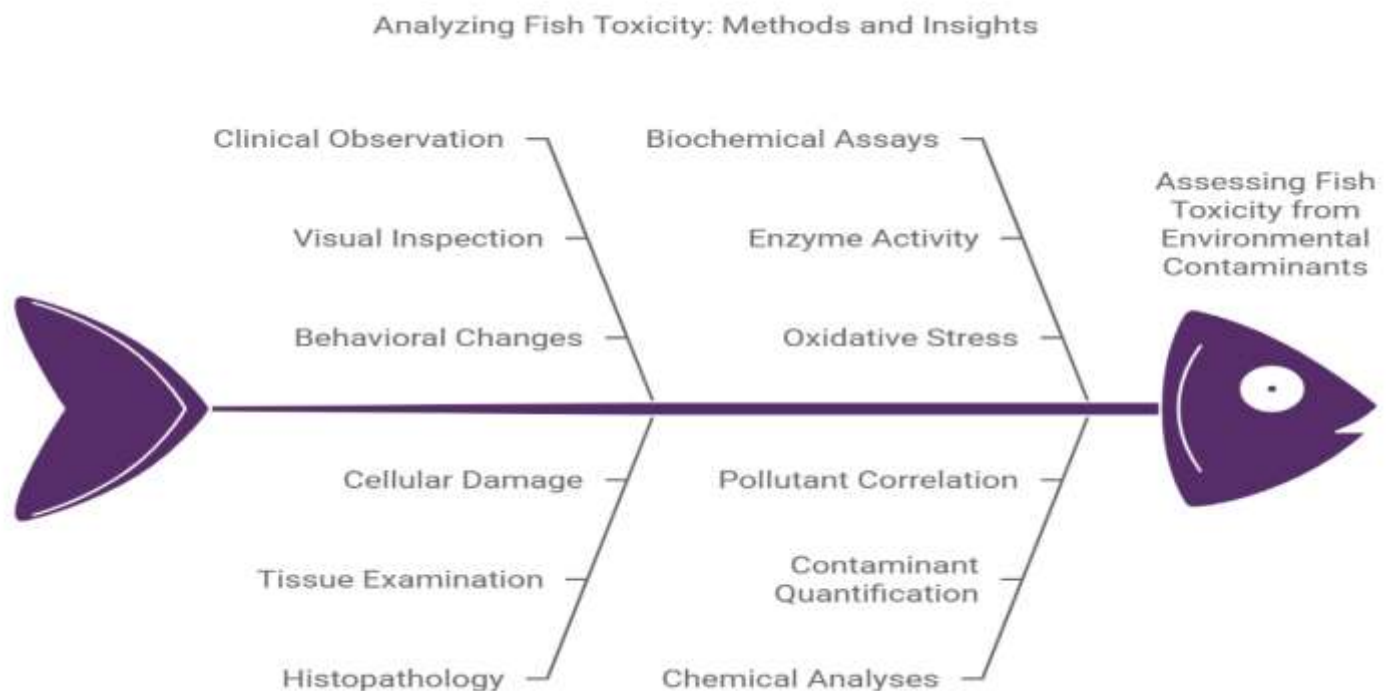 Analyzing Fish Toxicity: Methods and Insights
Clinical Observation
Visual Inspection
Behavioral Changes
Biochemical Assays
Enzyme Activity
Oxidative Stress
Assessing Fish
Toxicity from
Environmental
Contaminants
Cellular Damage
Tissue Examination
Histopathology
Pollutant Correlation
Contaminant
Quantification
Chemical Analyses